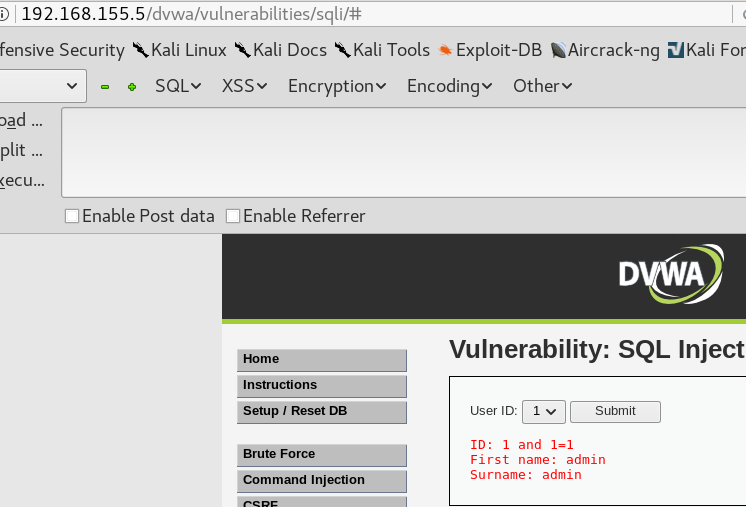 192.168.155.5/dvwa/vulnerabilities/sqli/#
ffensive Security Kali Linux Kali Docs Kali Tools Exploit-DB Aircrack-ng Kali For
SQL XSS Encryption Encoding Other
oad ...
plit ...
xecu...
Enable Post data Enable Referrer
DVWA
Vulnerability: SQL Inject
Home
Instructions
Setup / Reset DB
Brute Force
Command Injection
CSRF
User ID: 1 Submit
ID: 1 and 1=1
First name: admin
Surname: admin